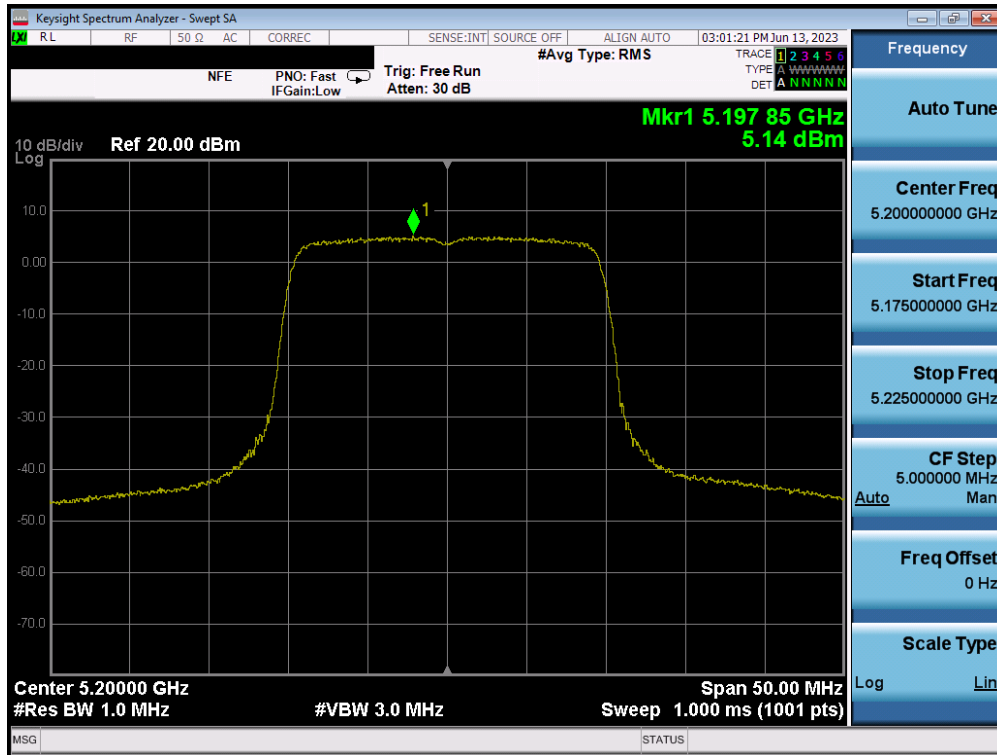 Keysight Spectrum Analyzer - Swept SA
LXI RL RF 50 Ω AC CORREC SENSE:INT SOURCE OFF ALIGN AUTO 03:01:21 PM Jun 13, 2023
#Avg Type: RMS
TRACE 1 2 3 4 5 6
NFE PNO: Fast Trig: Free Run TYPE A WWWWW
IFGain:Low Atten: 30 dB DET A N N N N N
Mkr1 5.197 85 GHz
5.14 dBm
10 dB/div Ref 20.00 dBm
Log
10.0
1
0.00
-10.0
-20.0
-30.0
-40.0
-50.0
-60.0
-70.0
Center 5.20000 GHz Span 50.00 MHz
#Res BW 1.0 MHz #VBW 3.0 MHz Sweep 1.000 ms (1001 pts)
MSG STATUS
Frequency
Auto Tune
Center Freq
5.200000000 GHz
Start Freq
5.175000000 GHz
Stop Freq
5.225000000 GHz
CF Step
5.000000 MHz
Auto Man
Freq Offset
0 Hz
Scale Type
Log Lin